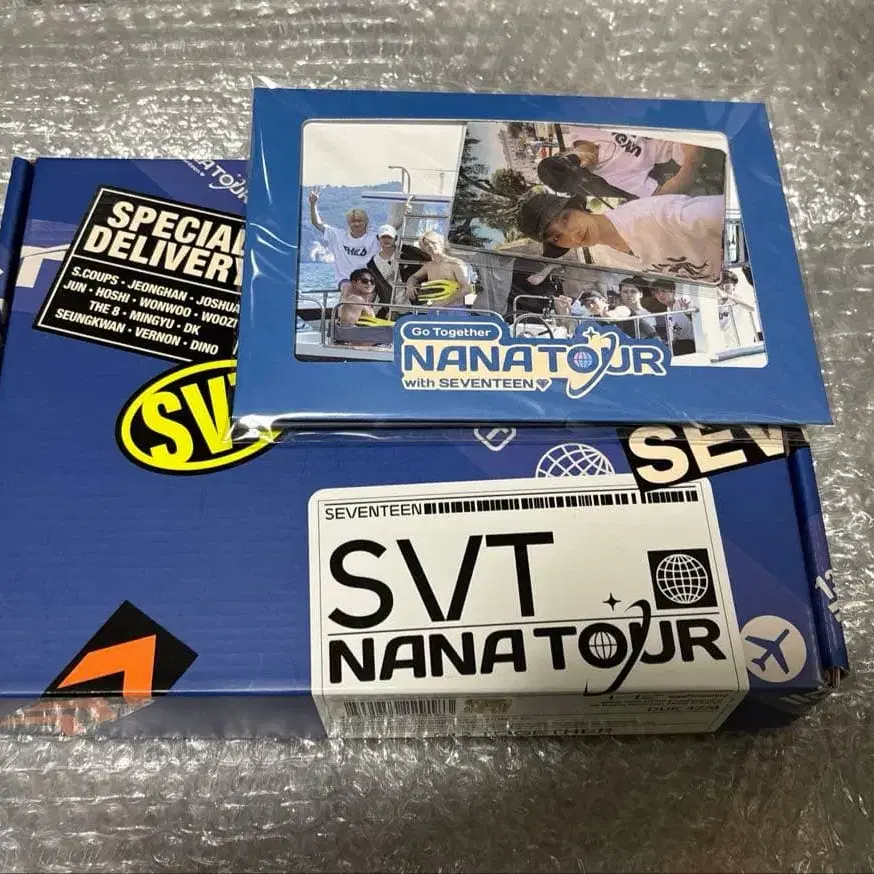 NANA TOUR
SPECIAL
DELIVERY
S.COUPS · JEONGHAN · JOSHUA
JUN · HOSHI · WONWOO · WOOZI
THE 8 · MINGYU · DK
SEUNGKWAN · VERNON · DINO
SVT
Go Together
NANA TOUR
with SEVENTEEN
SEV
SEVENTEEN
SVT
NANA TOUR